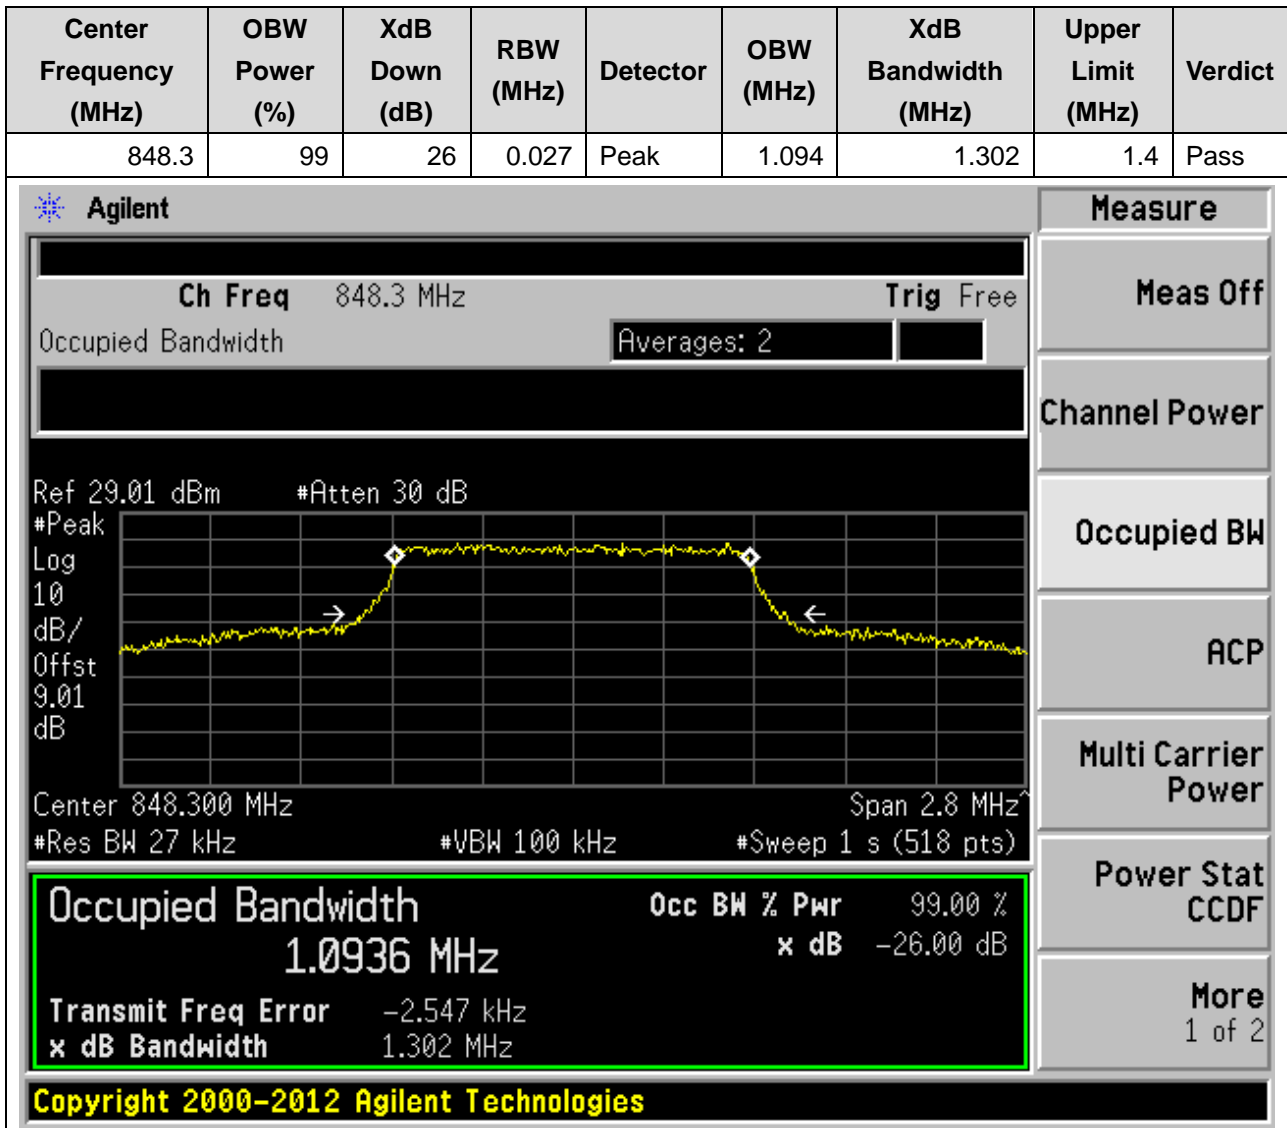 Center Frequency (MHz) OBW Power (%) XdB Down (dB) RBW (MHz) Detector OBW (MHz) XdB Bandwidth (MHz) Upper Limit (MHz) Verdict
848.3 99 26 0.027 Peak 1.094 1.302 1.4 Pass
Agilent
Ch Freq 848.3 MHz Trig Free
Occupied Bandwidth Averages: 2
Ref 29.01 dBm #Atten 30 dB
#Peak
Log
10
dB/
Offst
9.01
dB
Center 848.300 MHz Span 2.8 MHz^
#Res BW 27 kHz #VBW 100 kHz #Sweep 1 s (518 pts)
Occupied Bandwidth Occ BW % Pwr 99.00 %
1.0936 MHz x dB -26.00 dB
Transmit Freq Error -2.547 kHz
x dB Bandwidth 1.302 MHz
Copyright 2000-2012 Agilent Technologies
Measure
Meas Off
Channel Power
Occupied BW
ACP
Multi Carrier
Power
Power Stat
CCDF
More
1 of 2